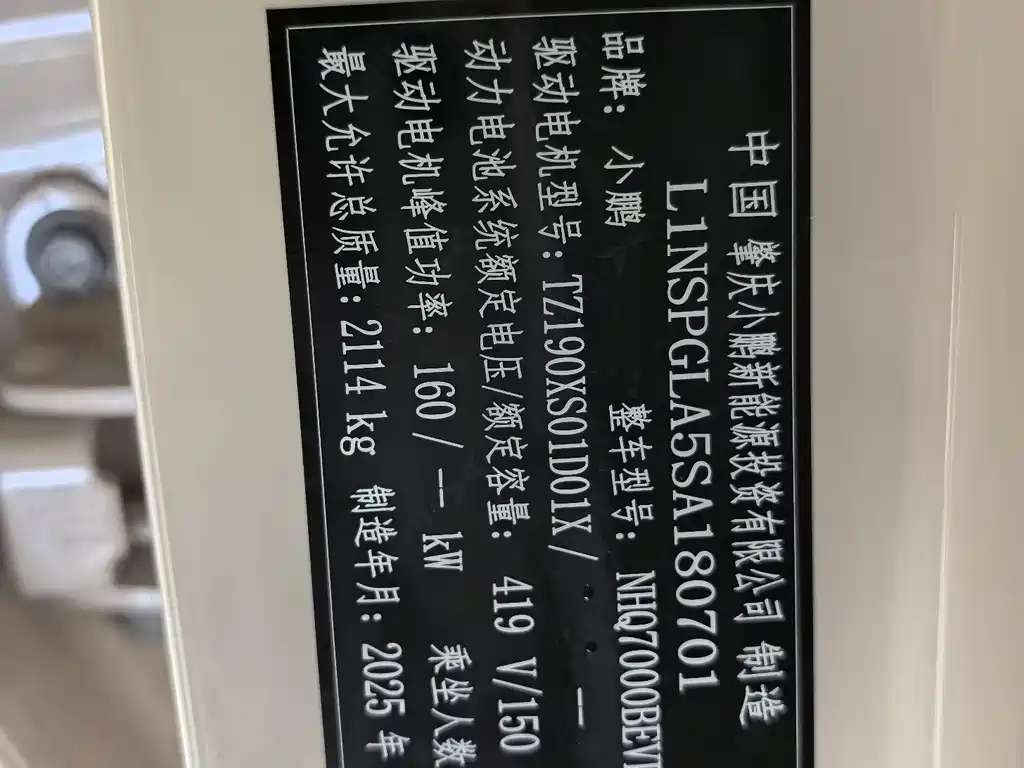 中国 肇庆小鹏新能源投资有限公司 制造
L1NSPGLA5SA180701
品牌: 小鹏 整车型号: NHQ7000BEV
驱动电机型号: TZ190XS01D01X/ --
动力电池系统额定电压/额定容量: 419 V/150
驱动电机峰值功率: 160/ -- kW 乘坐人数
最大允许总质量: 2114 kg 制造年月: 2025 年